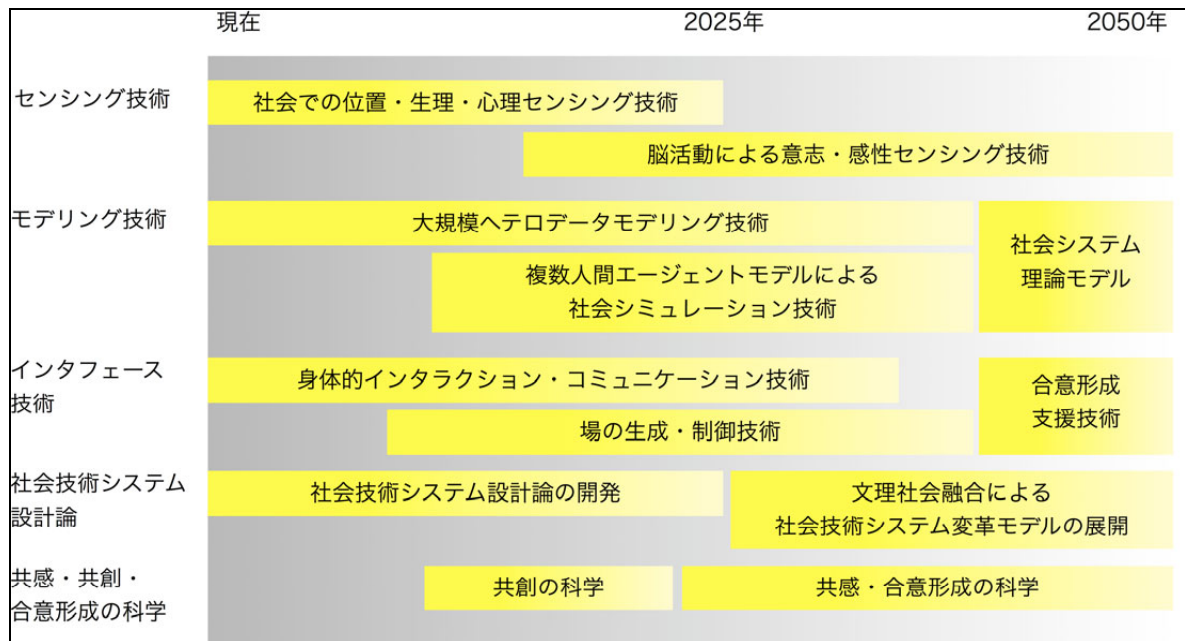 現在 2025年 2050年
センシング技術
社会での位置・生理・心理センシング技術
脳活動による意志・感性センシング技術
モデリング技術
大規模ヘテロデータモデリング技術
複数人間エージェントモデルによる
社会シミュレーション技術
社会システム
理論モデル
インタフェース
技術
身体的インタラクション・コミュニケーション技術
場の生成・制御技術
合意形成
支援技術
社会技術システム
設計論
社会技術システム設計論の開発
文理社会融合による
社会技術システム変革モデルの展開
共感・共創・
合意形成の科学
共創の科学
共感・合意形成の科学